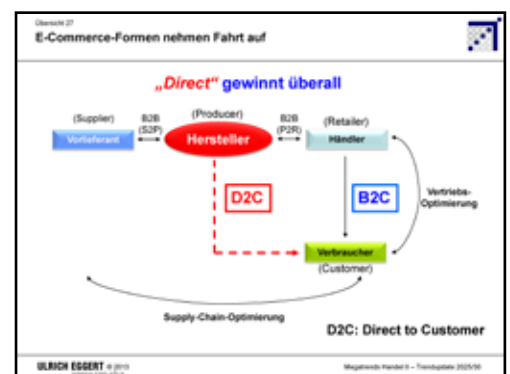 Übersicht 27
E-Commerce-Formen nehmen Fahrt auf
„Direct“ gewinnt überall
(Supplier)
B2B
(S2P)
(Producer)
B2B
(P2R)
(Retailer)
Vorlieferant
Hersteller
Händler
D2C
B2C
Vertriebs-
Optimierung
Verbraucher
(Customer)
Supply-Chain-Optimierung
D2C: Direct to Customer
ULRICH EGGERT © 2013
Megatrends Handel II – Trendupdate 2025/30